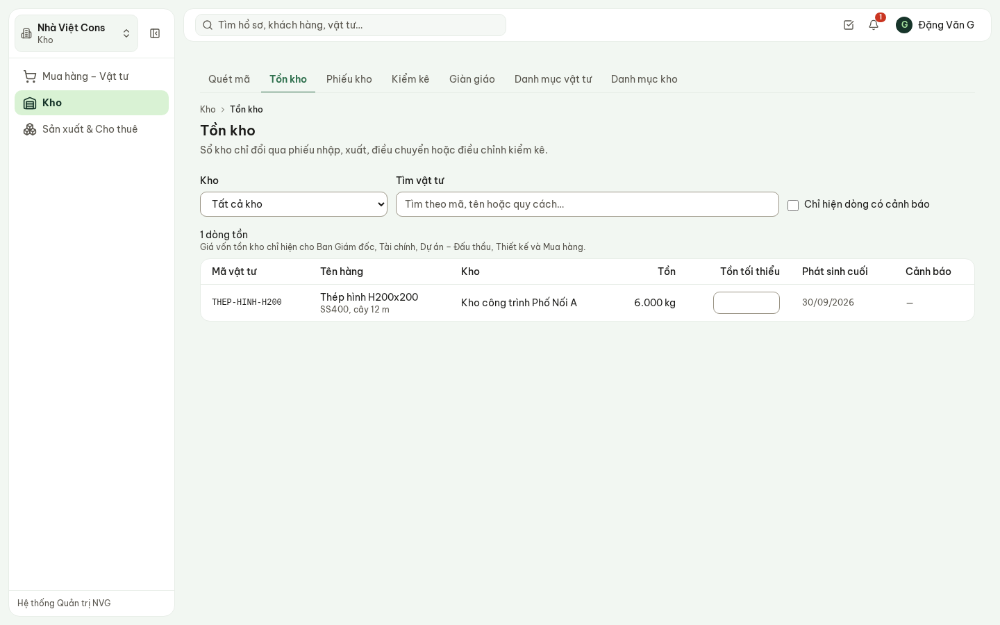 Nhà Việt Cons
Kho
Mua hàng – Vật tư
Kho
Sản xuất & Cho thuê
Hệ thống Quản trị NVG
Tìm hồ sơ, khách hàng, vật tư...
1
G
Đặng Văn G
Quét mã
Tồn kho
Phiếu kho
Kiểm kê
Giàn giáo
Danh mục vật tư
Danh mục kho
Kho > Tồn kho
Tồn kho
Sổ kho chỉ đổi qua phiếu nhập, xuất, điều chuyển hoặc điều chỉnh kiểm kê.
Kho
Tìm vật tư
Tất cả kho
Tìm theo mã, tên hoặc quy cách...
Chỉ hiện dòng có cảnh báo
1 dòng tồn
Giá vốn tồn kho chỉ hiện cho Ban Giám đốc, Tài chính, Dự án – Đấu thầu, Thiết kế và Mua hàng.
Mã vật tư Tên hàng Kho Tồn Tồn tối thiểu Phát sinh cuối Cảnh báo
THEP-HINH-H200 Thép hình H200x200 Kho công trình Phố Nối A 6.000 kg 30/09/2026 —
SS400, cây 12 m